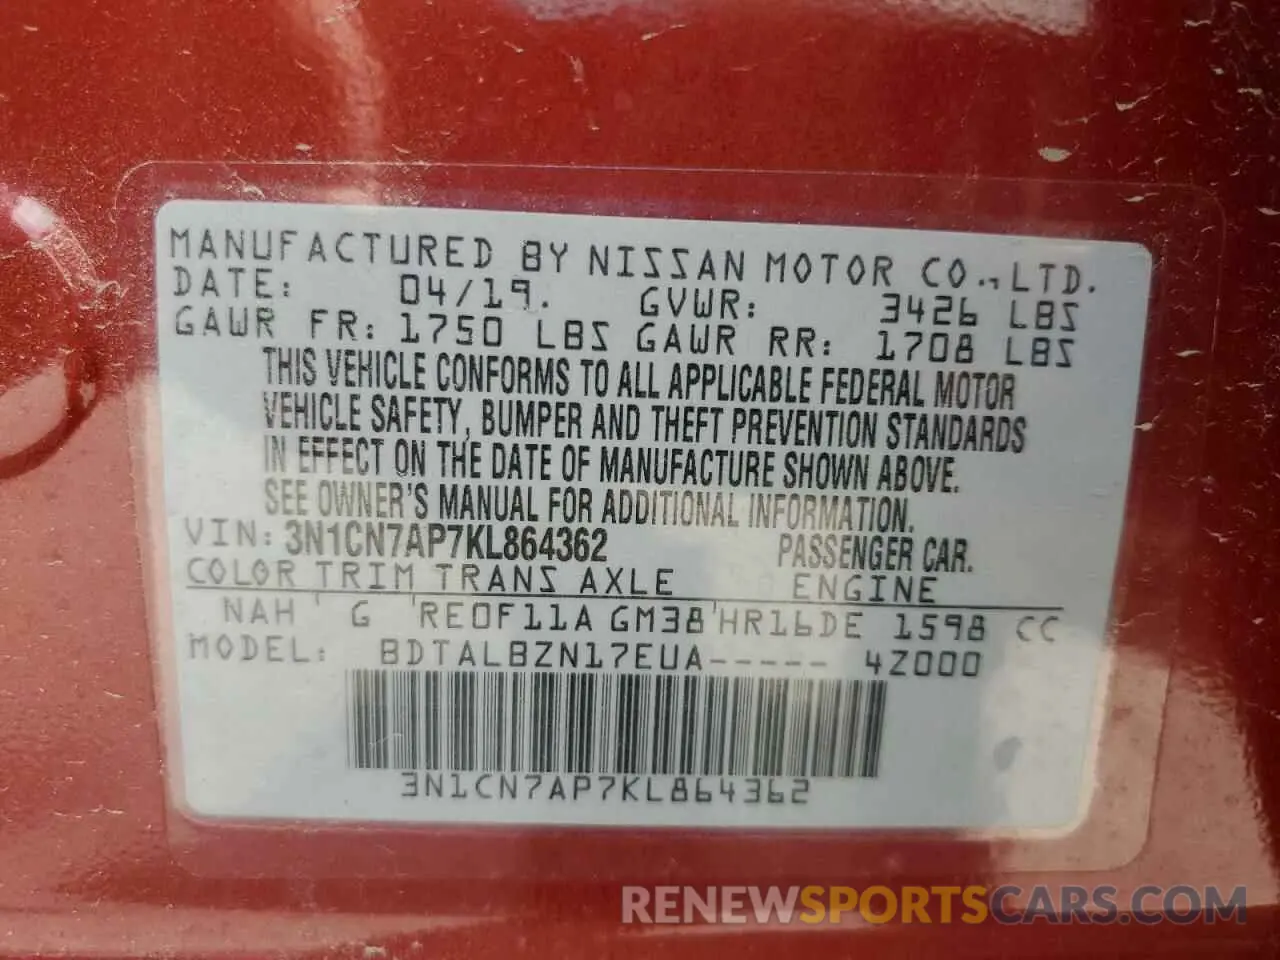 MANUFACTURED BY NISSAN MOTOR CO., LTD.
DATE: 04/19. GVWR: 3426 LBS
GAWR FR: 1750 LBS GAWR RR: 1708 LBS
THIS VEHICLE CONFORMS TO ALL APPLICABLE FEDERAL MOTOR
VEHICLE SAFETY, BUMPER AND THEFT PREVENTION STANDARDS
IN EFFECT ON THE DATE OF MANUFACTURE SHOWN ABOVE.
SEE OWNER'S MANUAL FOR ADDITIONAL INFORMATION.
VIN: 3N1CN7AP7KL864362 PASSENGER CAR.
COLOR TRIM TRANS AXLE ENGINE
NAH G RE0F11A GM38 HR16DE 1598 CC
MODEL: BDTALBZN17EUA----- 4Z000
3N1CN7AP7KL864362
RENEWSPORTSCARS.COM